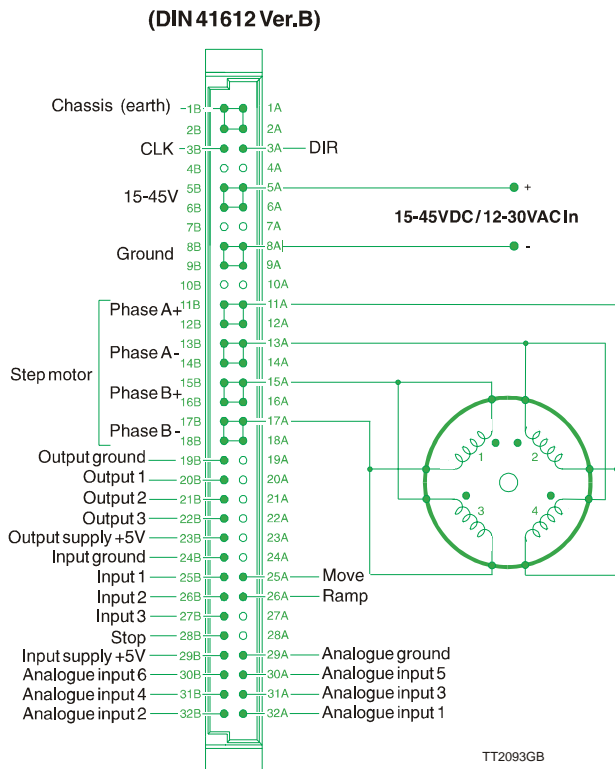 (DIN 41612 Ver.B)
Chassis (earth) 1B 1A
2B 2A
CLK 3B 3A DIR
4B 4A
5B 5A +
15-45V
6B 6A
15-45VDC/12-30VAC In
7B 7A
8B 8A -
Ground
9B 9A
10B 10A
Phase A+ 11B 11A
12B 12A
13B 13A
Phase A-
14B 14A
Step motor
15B 15A
Phase B+
16B 16A
17B 17A
Phase B-
18B 18A
1 2
3 4
Output ground 19B 19A
Output 1 20B 20A
Output 2 21B 21A
Output 3 22B 22A
Output supply +5V 23B 23A
Input ground 24B 24A
Input 1 25B 25A Move
Input 2 26B 26A Ramp
Input 3 27B 27A
Stop 28B 28A
Input supply +5V 29B 29A Analogue ground
Analogue input 6 30B 30A Analogue input 5
Analogue input 4 31B 31A Analogue input 3
Analogue input 2 32B 32A Analogue input 1
TT2093GB